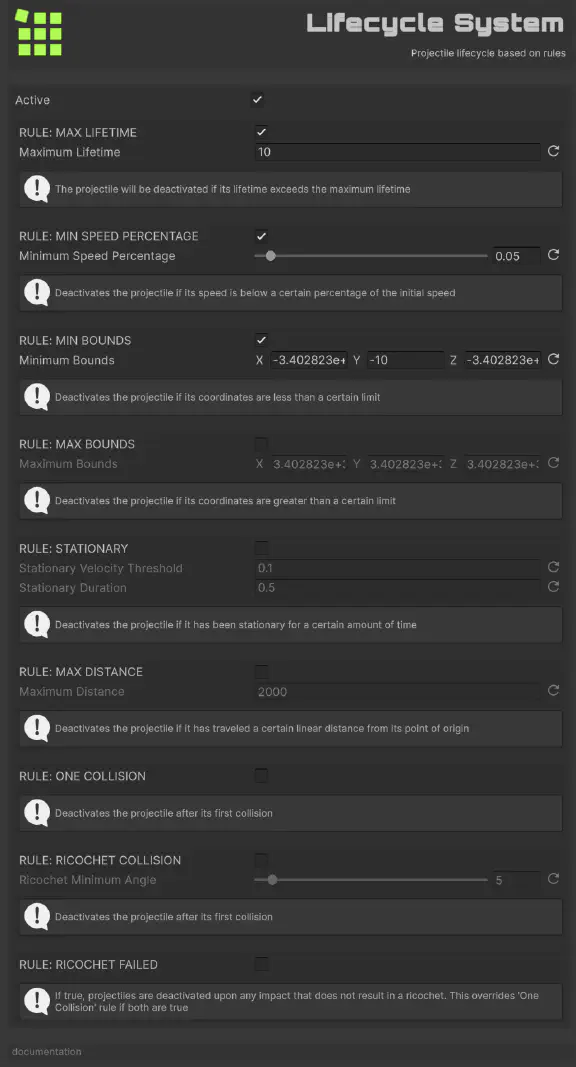 Lifecycle System
Projectile lifecycle based on rules
Active
RULE: MAX LIFETIME
Maximum Lifetime 10
The projectile will be deactivated if its lifetime exceeds the maximum lifetime
RULE: MIN SPEED PERCENTAGE
Minimum Speed Percentage 0.05
Deactivates the projectile if its speed is below a certain percentage of the initial speed
RULE: MIN BOUNDS
Minimum Bounds X -3.402823e+ Y -10 Z -3.402823e+
Deactivates the projectile if its coordinates are less than a certain limit
RULE: MAX BOUNDS
Maximum Bounds X 3.402823e+ Y 3.402823e+ Z 3.402823e+
Deactivates the projectile if its coordinates are greater than a certain limit
RULE: STATIONARY
Stationary Velocity Threshold 0.1
Stationary Duration 0.5
Deactivates the projectile if it has been stationary for a certain amount of time
RULE: MAX DISTANCE
Maximum Distance 2000
Deactivates the projectile if it has traveled a certain linear distance from its point of origin
RULE: ONE COLLISION
Deactivates the projectile after its first collision
RULE: RICOCHET COLLISION
Ricochet Minimum Angle 5
Deactivates the projectile after its first collision
RULE: RICOCHET FAILED
If true, projectiles are deactivated upon any impact that does not result in a ricochet. This overrides 'One
Collision' rule if both are true
documentation